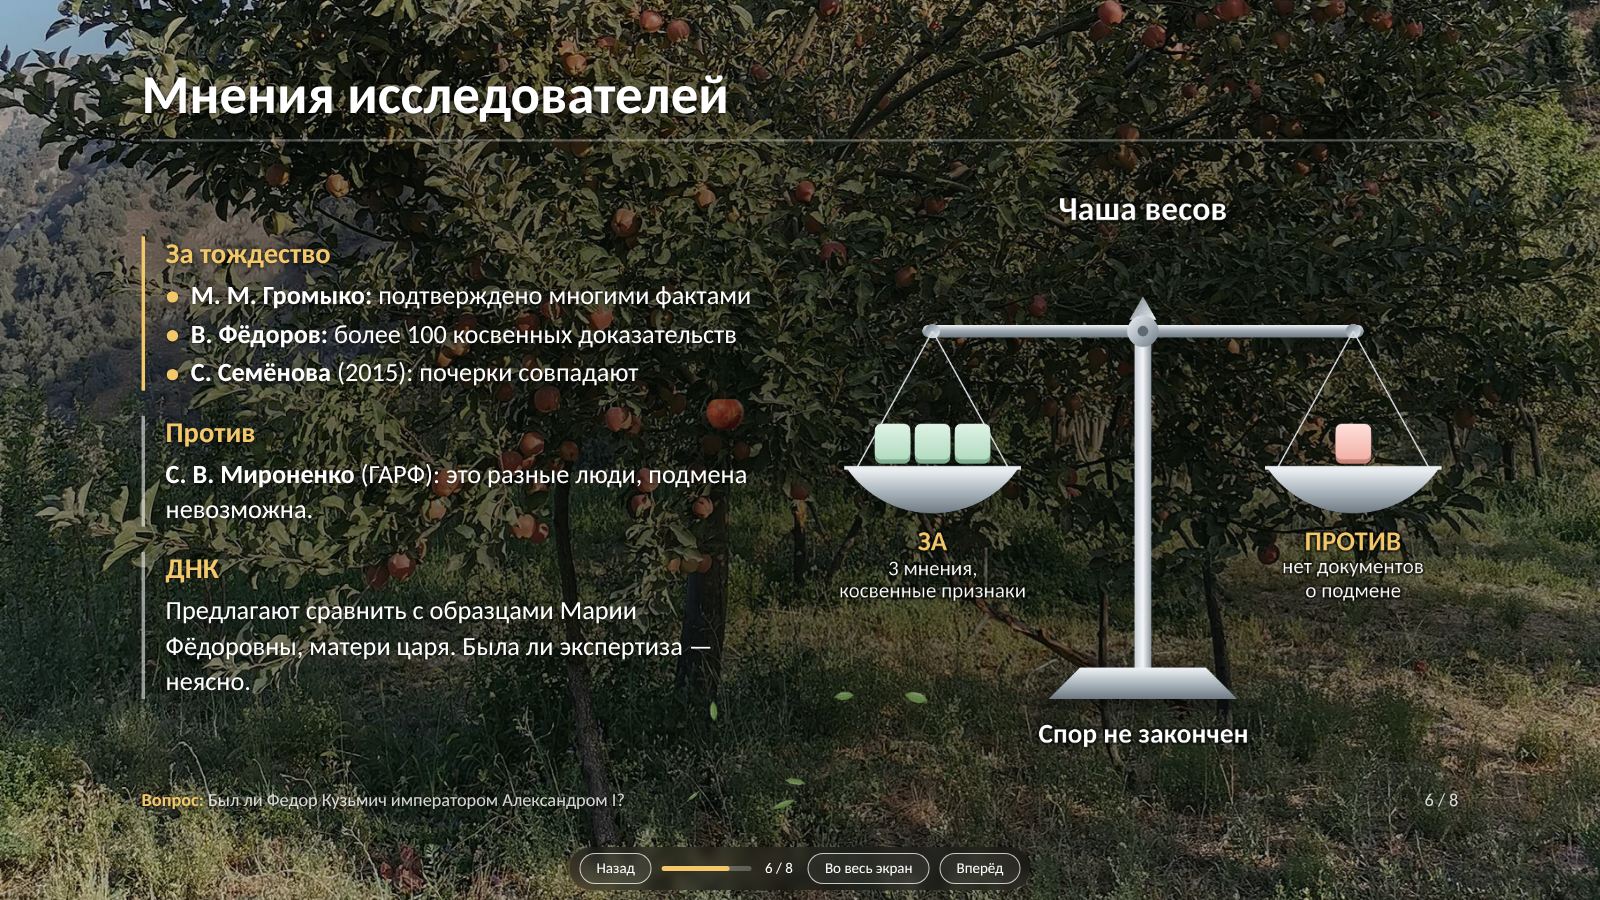 Мнения исследователей
За тождество
М. М. Громыко: подтверждено многими фактами
В. Фёдоров: более 100 косвенных доказательств
С. Семёнова (2015): почерки совпадают
Против
С. В. Мироненко (ГАРФ): это разные люди, подмена
невозможна.
ДНК
Предлагают сравнить с образцами Марии
Фёдоровны, матери царя. Была ли экспертиза —
неясно.
Чаша весов
ЗА
3 мнения,
косвенные признаки
ПРОТИВ
нет документов
о подмене
Спор не закончен
Вопрос: Был ли Федор Кузьмич императором Александром I?
6 / 8
Назад
6 / 8
Во весь экран
Вперёд